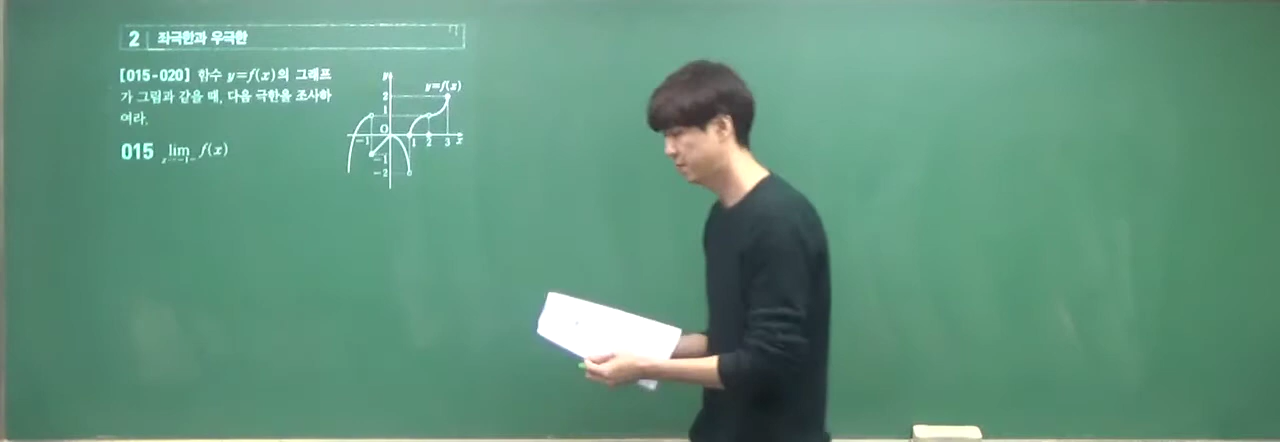 2 좌극한과 우극한
[015-020] 함수 y=f(x)의 그래프
가 그림과 같을 때, 다음 극한을 조사하
여라.
015 lim f(x)
x→-1-
y
y=f(x)
2
1
O
-1 1 2 3 x
-1
-2